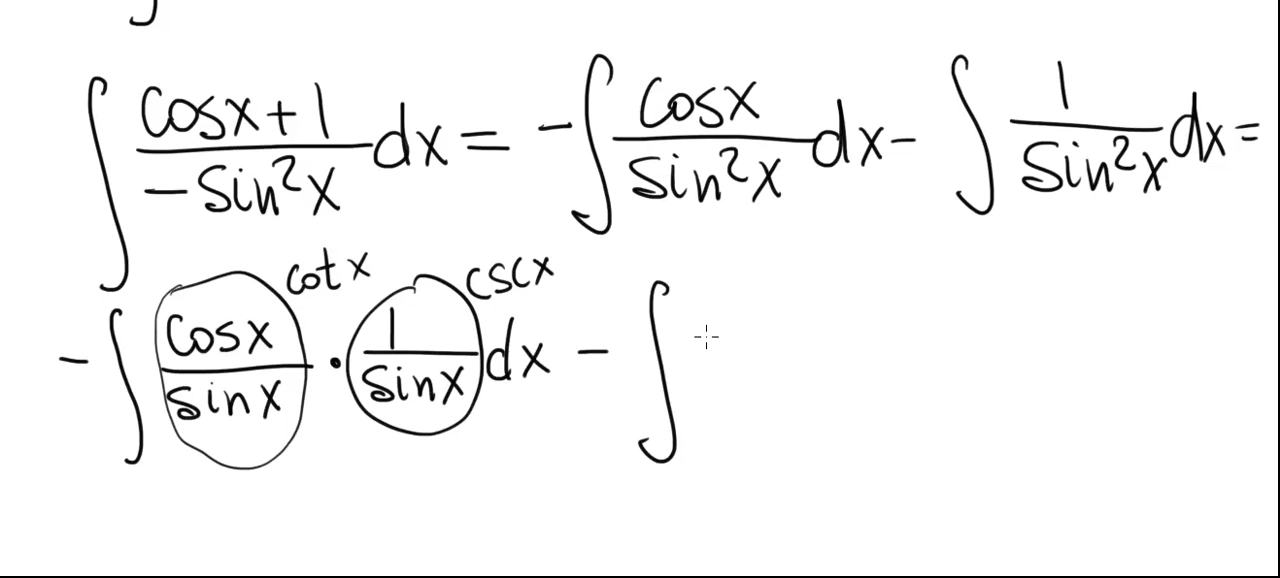 ∫ (cosx+1)/(-sin²x) dx = -∫ cosx/sin²x dx - ∫ 1/sin²x dx =
cotx cscx
-∫ cosx/sinx · 1/sinx dx - ∫